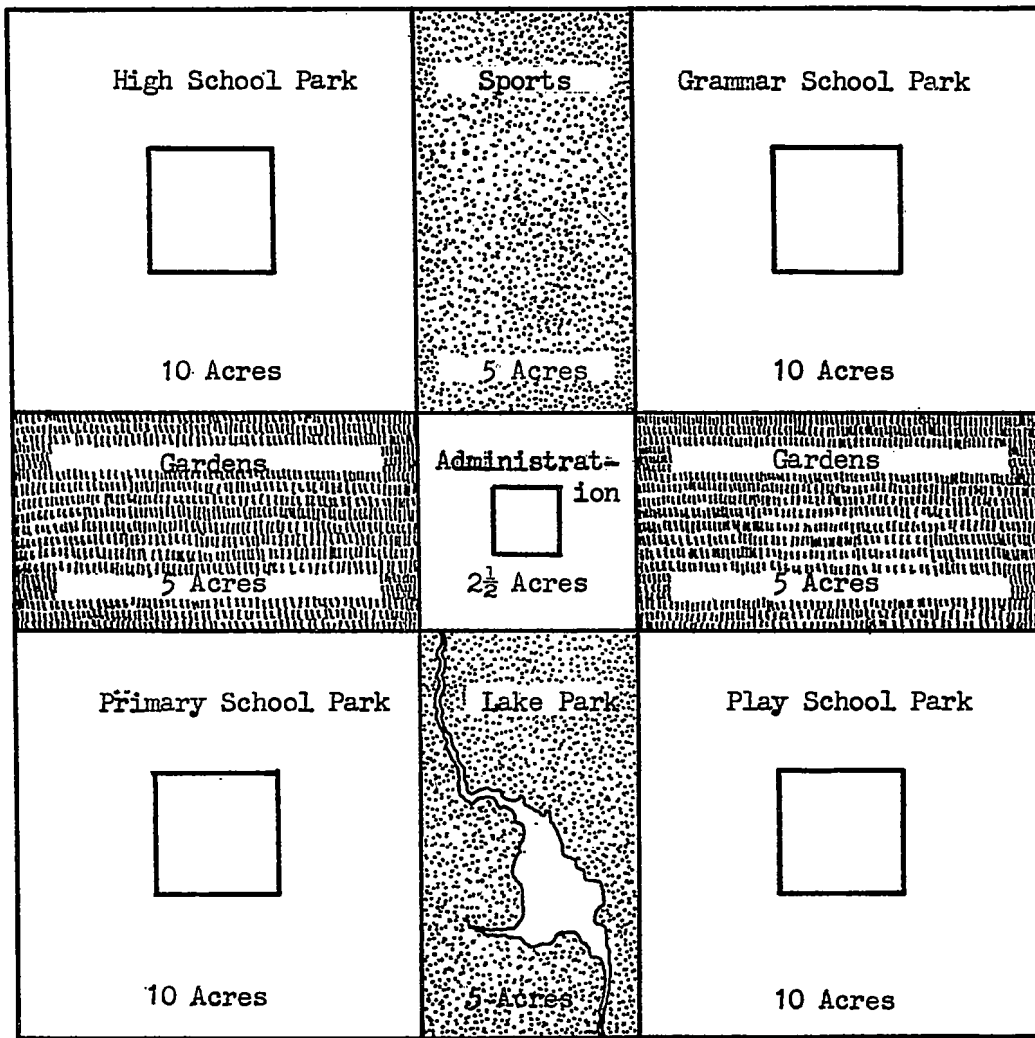 High School Park
Sports
Grammar School Park
10 Acres
5 Acres
10 Acres
Gardens
Administrat-
ion
Gardens
5 Acres
2½ Acres
5 Acres
Primary School Park
Lake Park
Play School Park
10 Acres
5 Acres
10 Acres